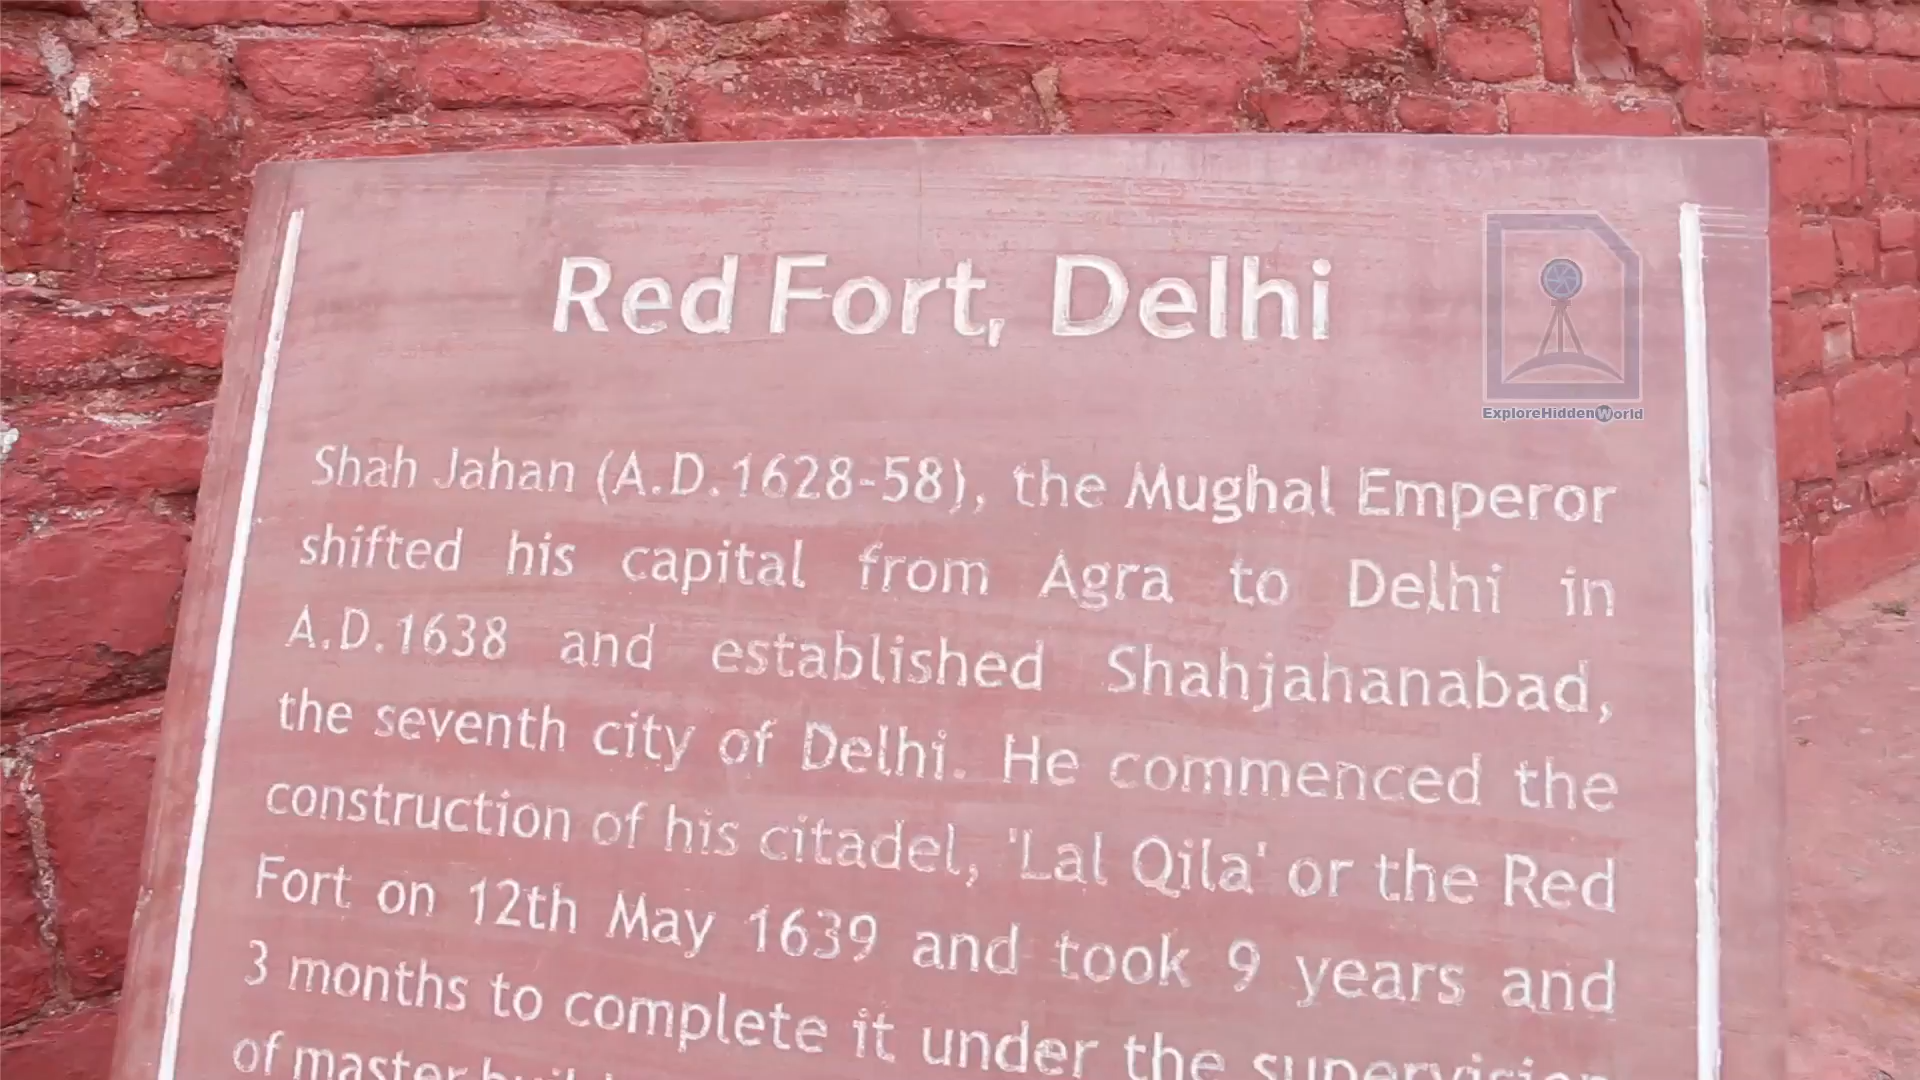 Red Fort, Delhi
ExploreHiddenWorld
Shah Jahan (A.D.1628-58), the Mughal Emperor
shifted his capital from Agra to Delhi in
A.D.1638 and established Shahjahanabad,
the seventh city of Delhi. He commenced the
construction of his citadel, 'Lal Qila' or the Red
Fort on 12th May 1639 and took 9 years and
3 months to complete it under the supervision
of master